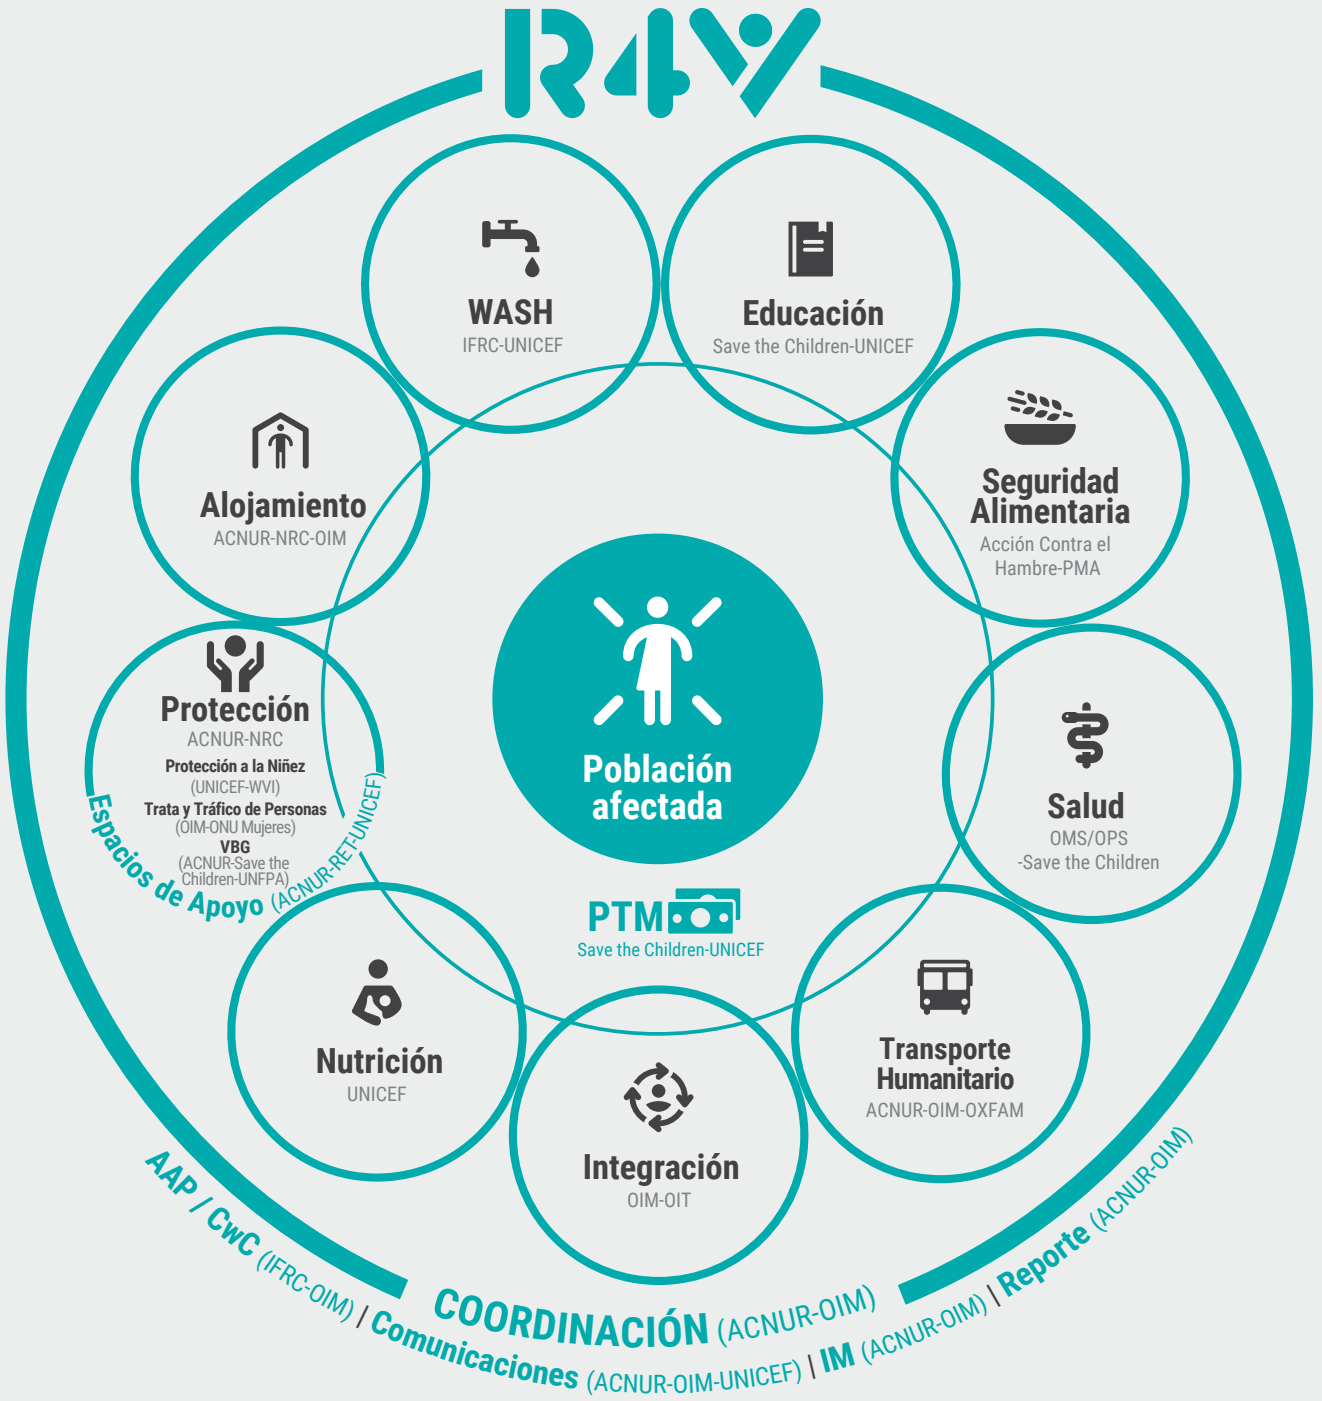 R4V
WASH
IFRC-UNICEF
Educación
Save the Children-UNICEF
Alojamiento
ACNUR-NRC-OIM
Seguridad
Alimentaria
Acción Contra el
Hambre-PMA
Protección
ACNUR-NRC
Protección a la Niñez
(UNICEF-WVI)
Trata y Tráfico de Personas
(OIM-ONU Mujeres)
VBG
(ACNUR-Save the
Children-UNFPA)
Espacios de Apoyo (ACNUR-RET-UNICEF)
Población
afectada
Salud
OMS/OPS
-Save the Children
PTM
Save the Children-UNICEF
Nutrición
UNICEF
Transporte
Humanitario
ACNUR-OIM-OXFAM
Integración
OIM-OIT
COORDINACIÓN (ACNUR-OIM)
AAP / CwC (IFRC-OIM) | Comunicaciones (ACNUR-OIM-UNICEF) | IM (ACNUR-OIM) | Reporte (ACNUR-OIM)